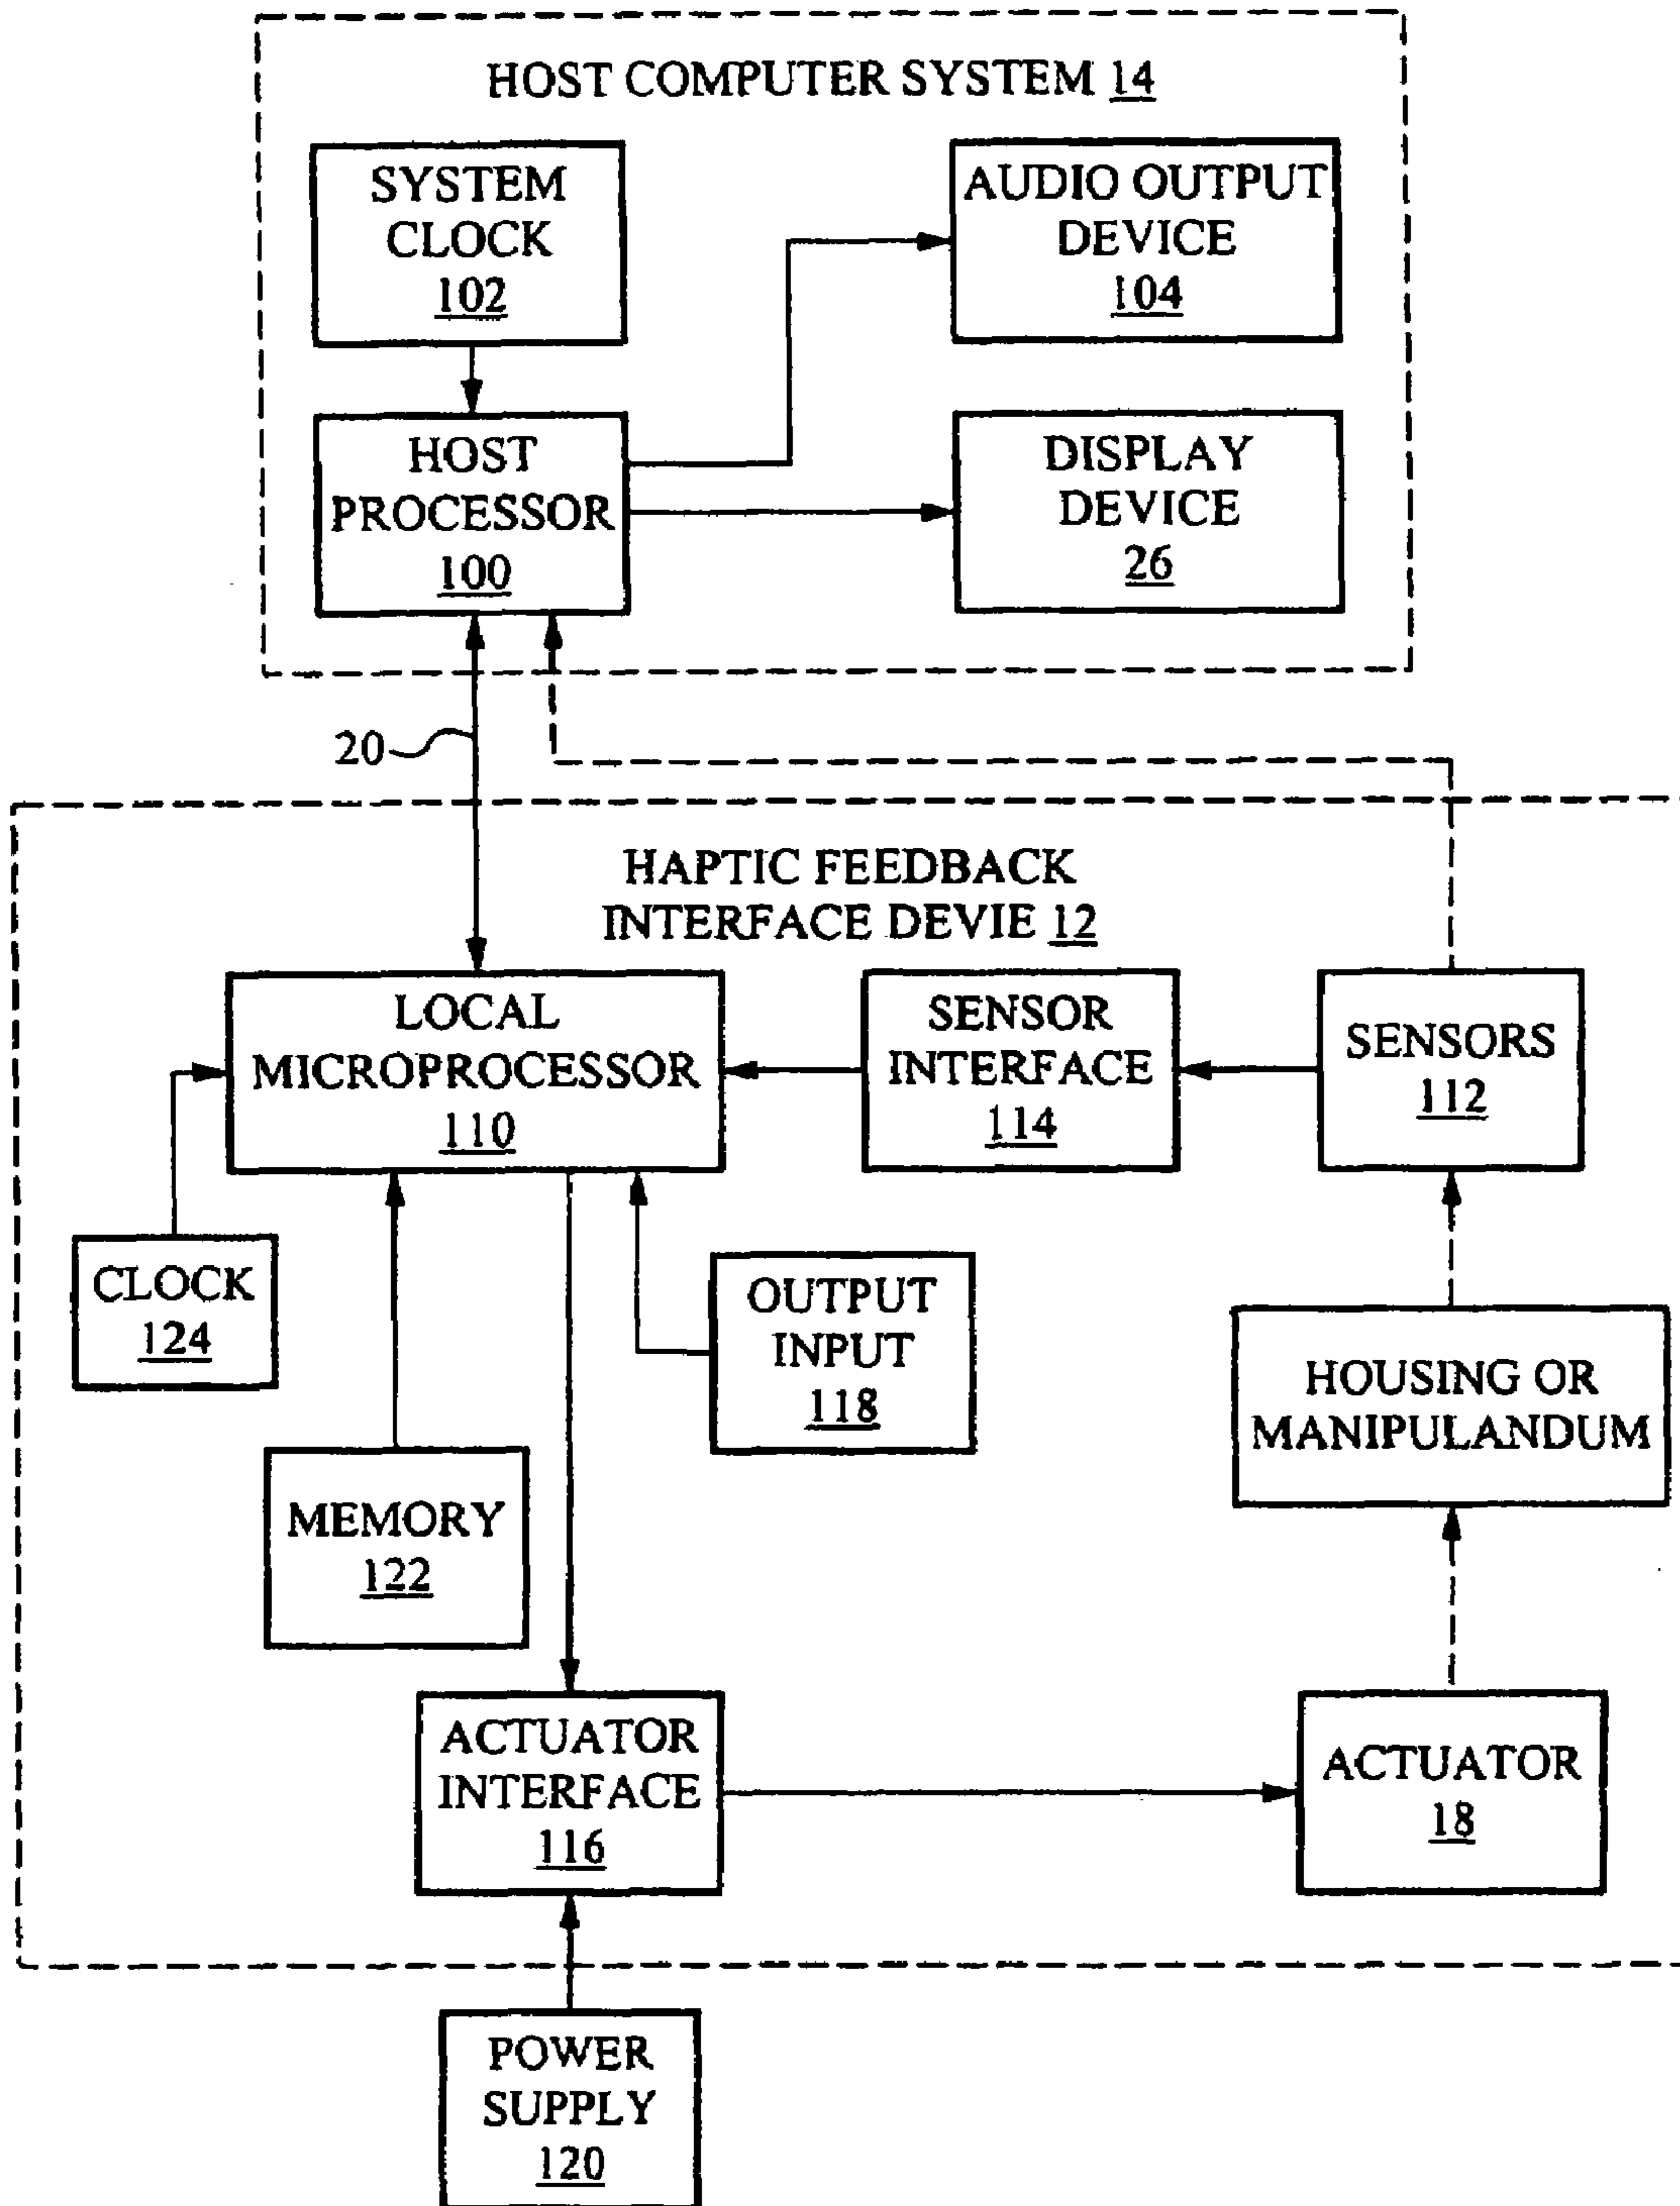 HOST COMPUTER SYSTEM 14
SYSTEM
CLOCK
102
AUDIO OUTPUT
DEVICE
104
HOST
PROCESSOR
100
DISPLAY
DEVICE
26
20
HAPTIC FEEDBACK
INTERFACE DEVIE 12
LOCAL
MICROPROCESSOR
110
SENSOR
INTERFACE
114
SENSORS
112
CLOCK
124
OUTPUT
INPUT
118
HOUSING OR
MANIPULANDUM
MEMORY
122
ACTUATOR
INTERFACE
116
ACTUATOR
18
POWER
SUPPLY
120